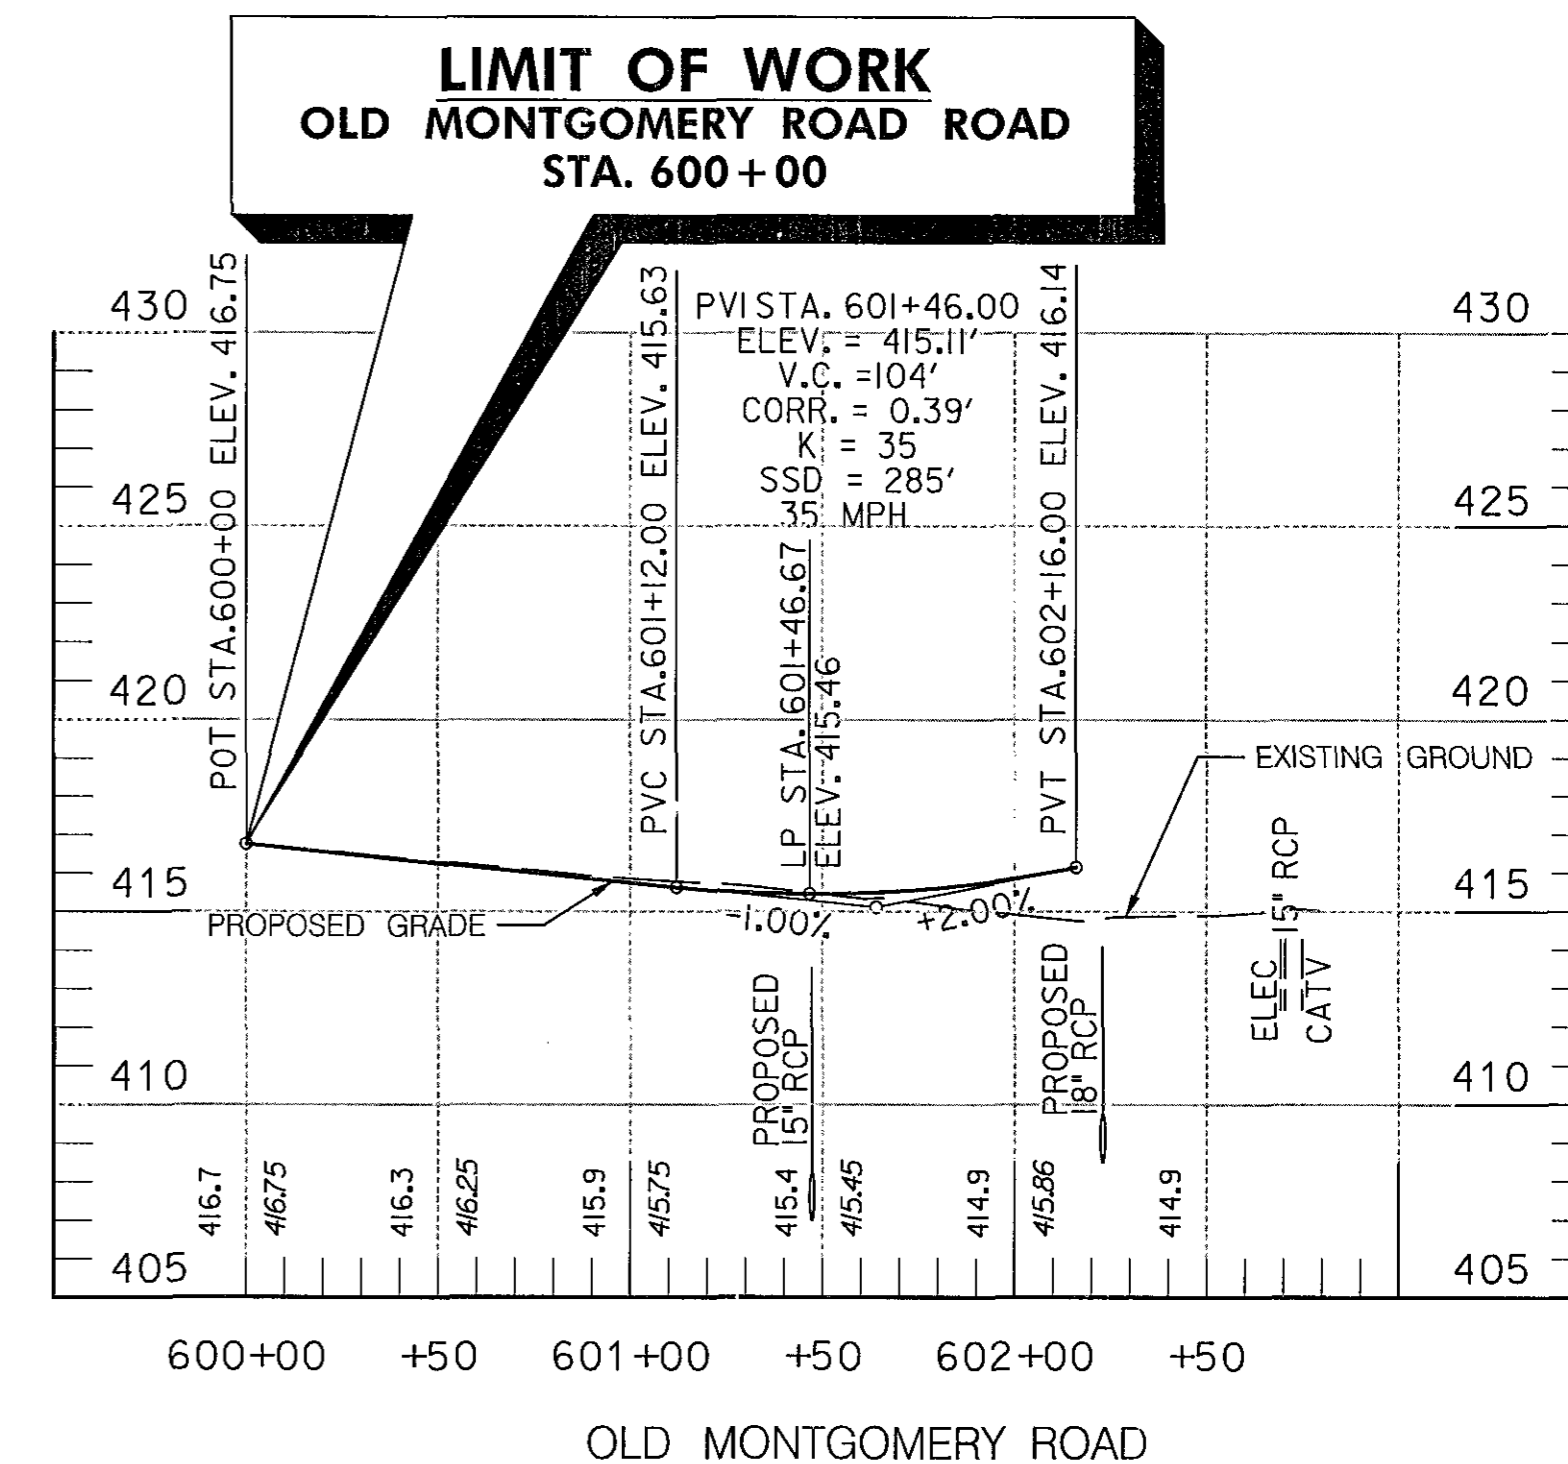 LIMIT OF WORK
OLD MONTGOMERY ROAD ROAD
STA. 600+00
POT STA.600+00 ELEV. 416.75
PVC STA.601+12.00 ELEV. 415.63
PVI STA. 601+46.00
ELEV. = 415.11'
V.C. =104'
CORR. = 0.39'
K = 35
SSD = 285'
35 MPH
LP STA. 601+46.67
ELEV. 415.46
PVT STA.602+16.00 ELEV. 416.14
430
430
425
425
420
420
EXISTING GROUND
415
415
PROPOSED GRADE
-1.00%
+2.00%
15" RCP
ELEC
CATV
PROPOSED
15" RCP
PROPOSED
18" RCP
410
410
416.7
416.75
416.3
416.25
415.9
415.75
415.4
415.45
414.9
415.86
414.9
405
405
600+00 +50 601+00 +50 602+00 +50
OLD MONTGOMERY ROAD